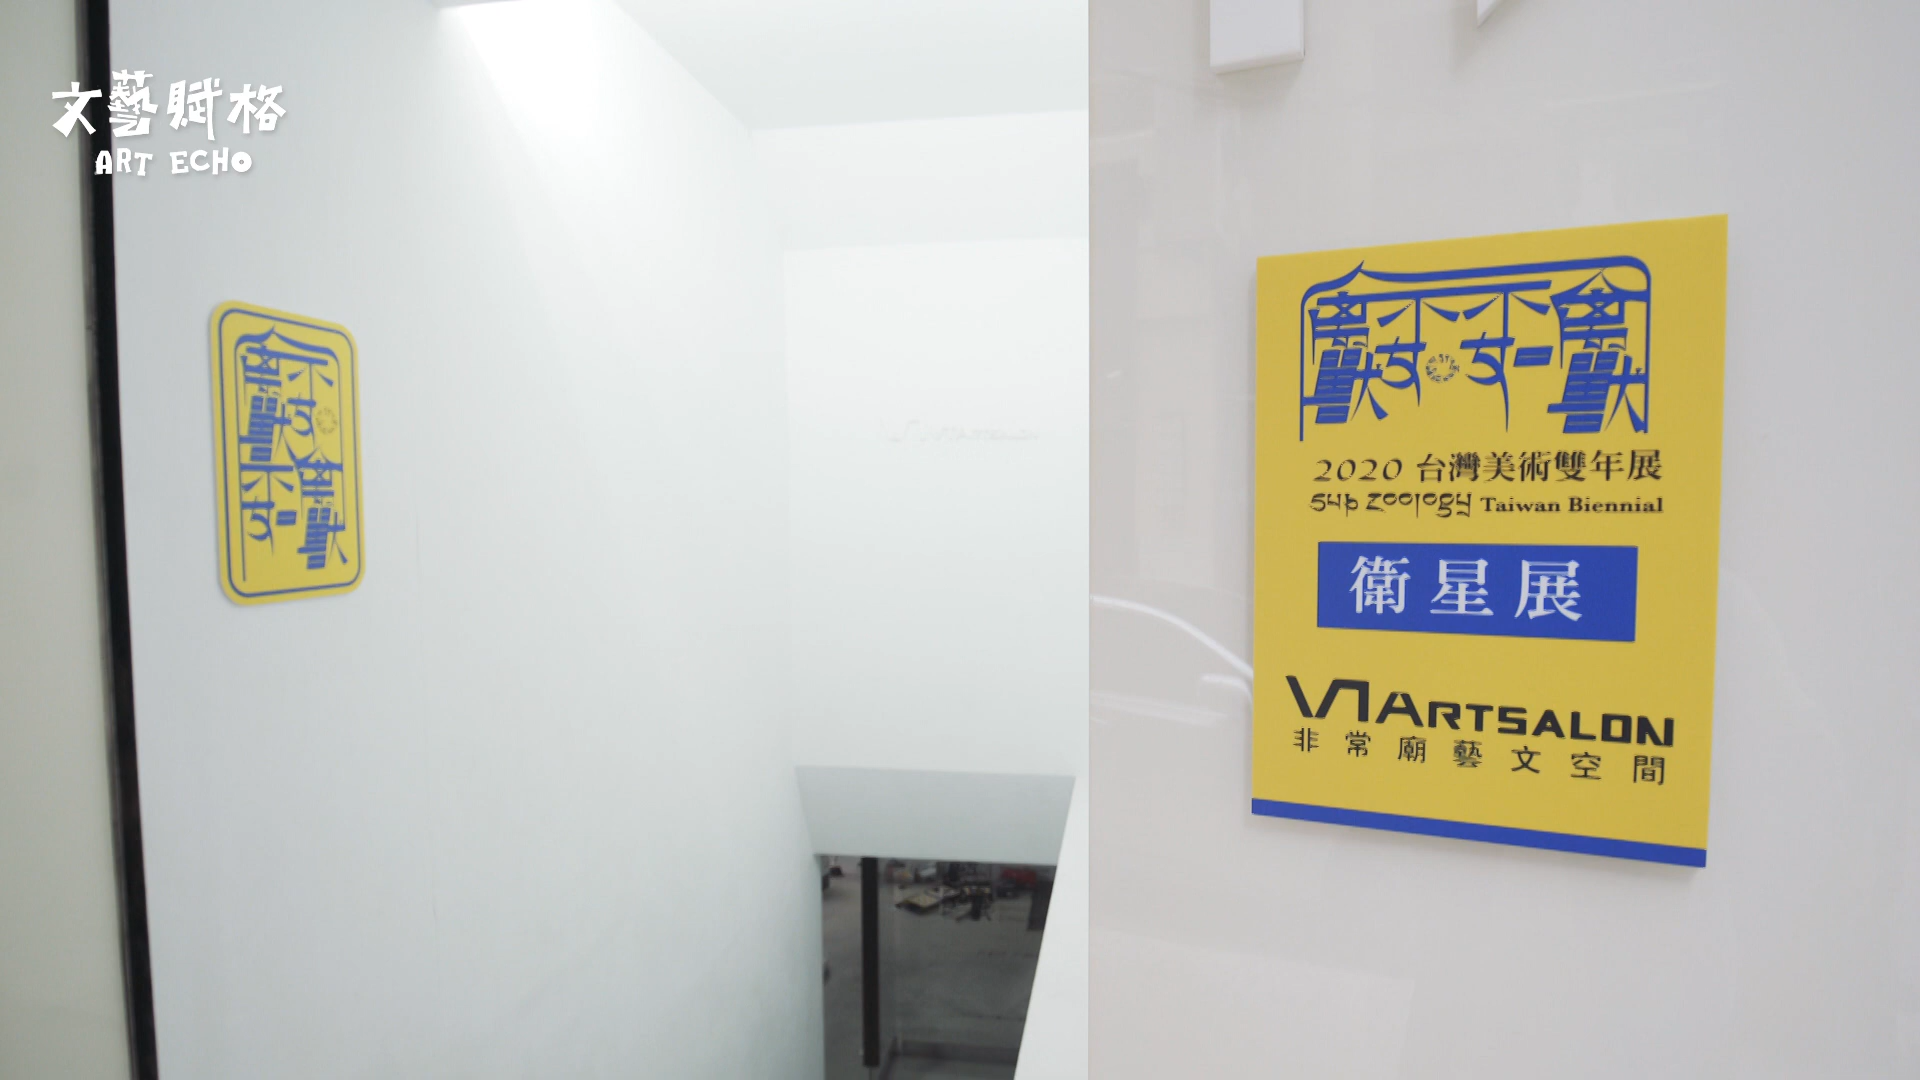 文藝賦格
ART ECHO
2020 台灣美術雙年展
Sub Zoology Taiwan Biennial
衛星展
VT ARTSALON
非常廟藝文空間